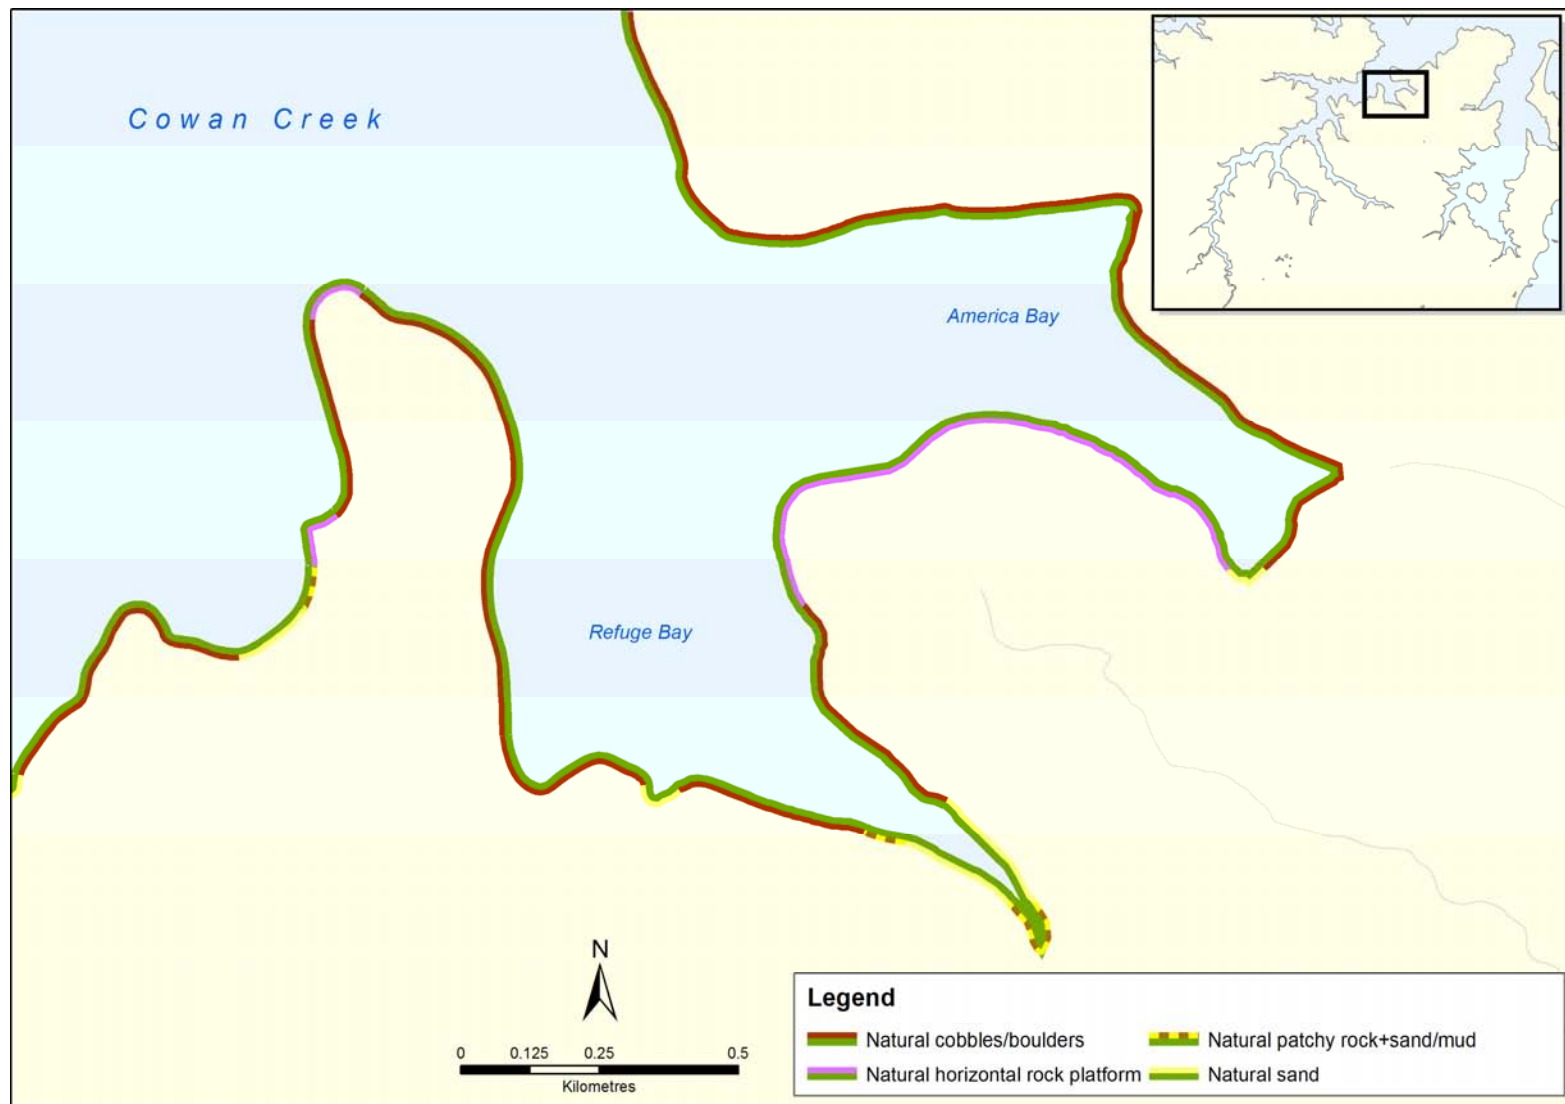 Cowan Creek
America Bay
Refuge Bay
N
0 0.125 0.25 0.5
Kilometres
Legend
Natural cobbles/boulders
Natural patchy rock+sand/mud
Natural horizontal rock platform
Natural sand